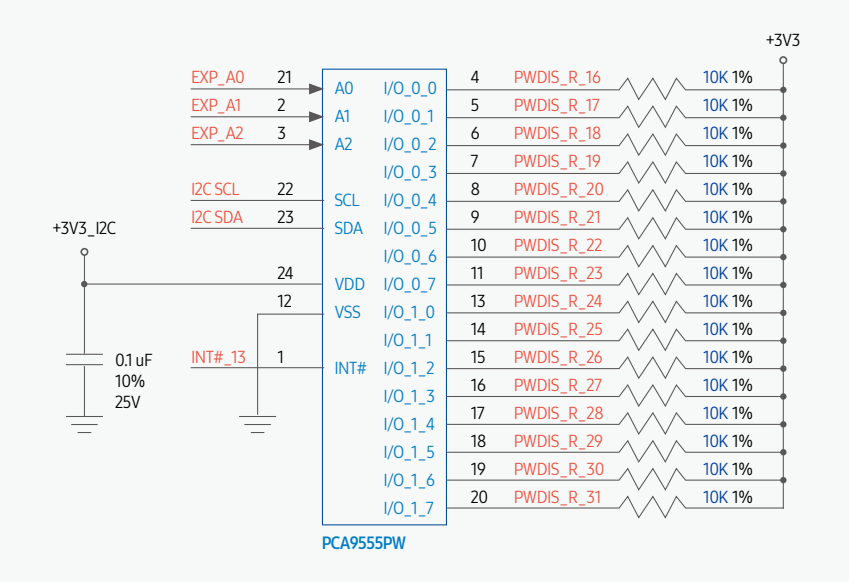 +3V3
EXP_A0 21 A0 I/O_0_0 4 PWDIS_R_16 10K 1%
EXP_A1 2 A1 I/O_0_1 5 PWDIS_R_17 10K 1%
EXP_A2 3 A2 I/O_0_2 6 PWDIS_R_18 10K 1%
I/O_0_3 7 PWDIS_R_19 10K 1%
I2C SCL 22 SCL I/O_0_4 8 PWDIS_R_20 10K 1%
I2C SDA 23 SDA I/O_0_5 9 PWDIS_R_21 10K 1%
+3V3_I2C
I/O_0_6 10 PWDIS_R_22 10K 1%
24 VDD I/O_0_7 11 PWDIS_R_23 10K 1%
12 VSS I/O_1_0 13 PWDIS_R_24 10K 1%
I/O_1_1 14 PWDIS_R_25 10K 1%
INT#_13 1 INT# I/O_1_2 15 PWDIS_R_26 10K 1%
0.1 uF
10%
25V
I/O_1_3 16 PWDIS_R_27 10K 1%
I/O_1_4 17 PWDIS_R_28 10K 1%
I/O_1_5 18 PWDIS_R_29 10K 1%
I/O_1_6 19 PWDIS_R_30 10K 1%
I/O_1_7 20 PWDIS_R_31 10K 1%
PCA9555PW